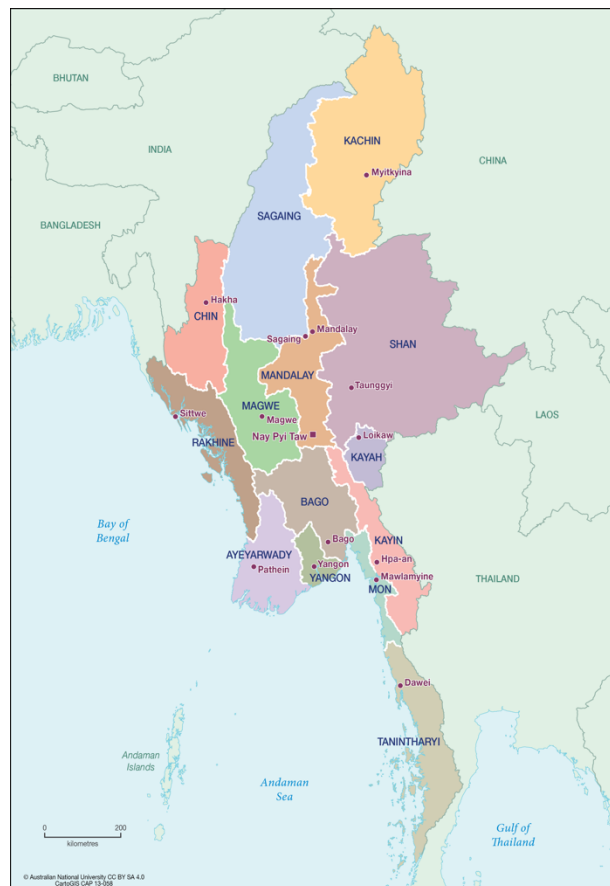 BHUTAN
KACHIN
INDIA
CHINA
Myitkyina
SAGAING
BANGLADESH
Hakha
CHIN
Mandalay
Sagaing
SHAN
MANDALAY
Taunggyi
MAGWE
Sittwe
Magwe
LAOS
Nay Pyi Taw
Loikaw
RAKHINE
KAYAH
BAGO
Bay of
Bengal
Bago
KAYIN
AYEYARWADY
Hpa-an
Pathein
Yangon
YANGON
Mawlamyine
MON
THAILAND
Dawei
TANINTHARYI
Andaman
Islands
Andaman
Sea
Gulf of
Thailand
0 200
kilometres
© Australian National University CC BY SA 4.0
CartoGIS CAP 13-058